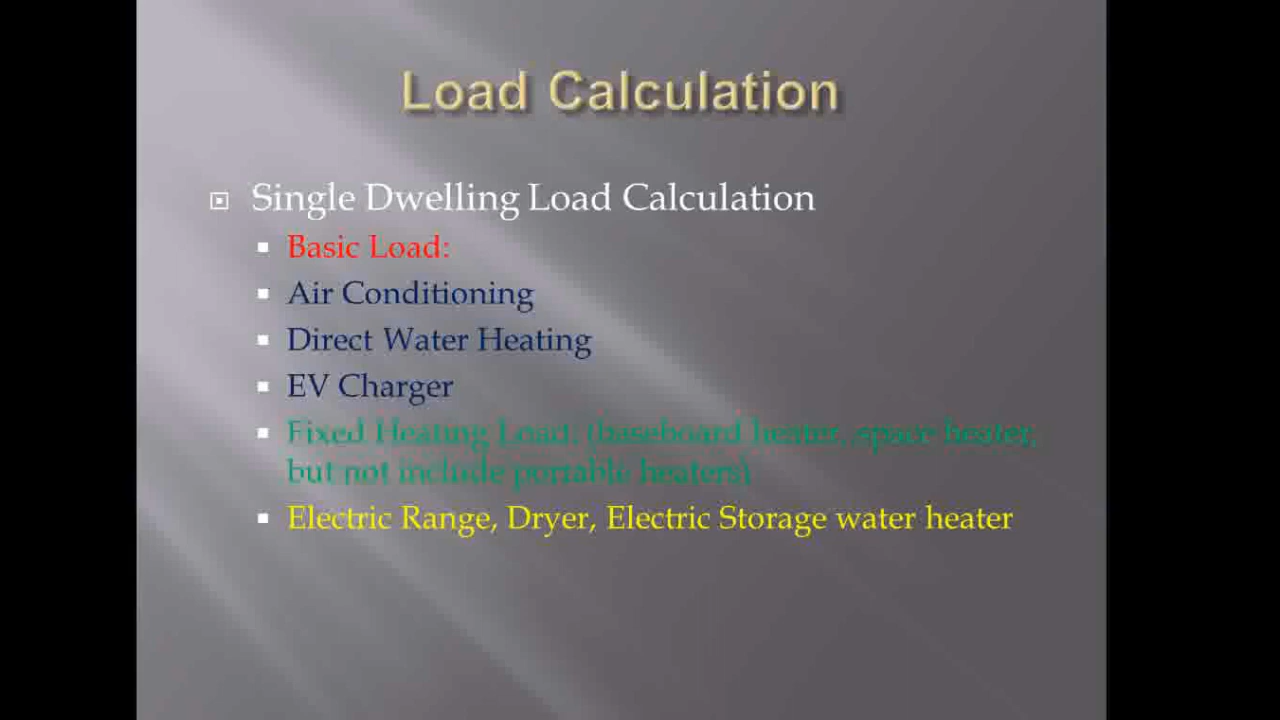 Load Calculation
Single Dwelling Load Calculation
Basic Load:
Air Conditioning
Direct Water Heating
EV Charger
Fixed Heating Load: (baseboard heater, space heater,
but not include portable heaters)
Electric Range, Dryer, Electric Storage water heater